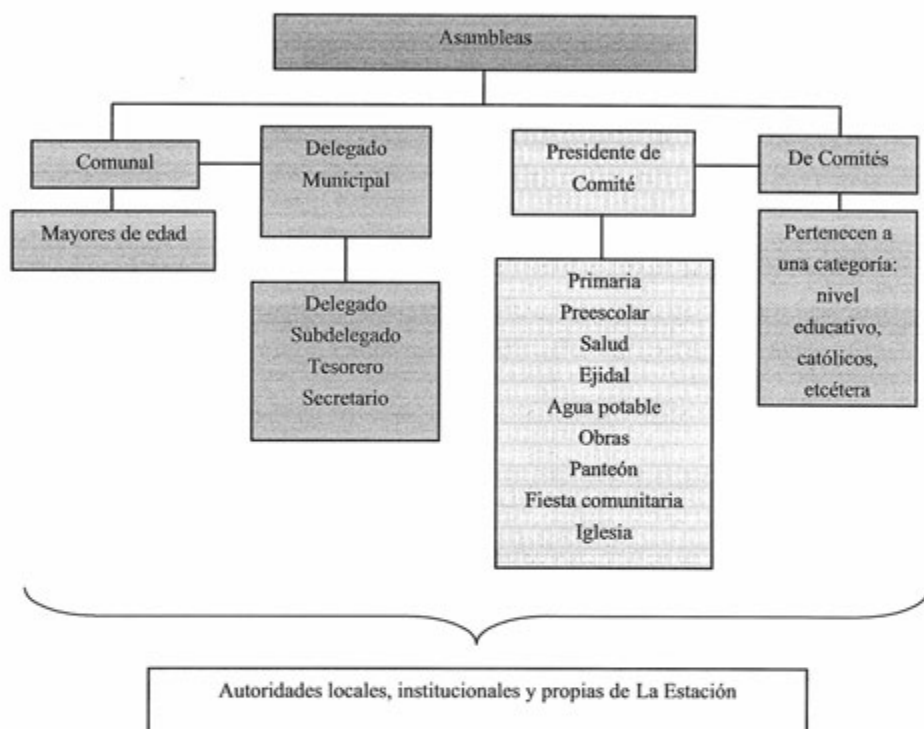 Asambleas
Comunal
Delegado
Municipal
Presidente de
Comité
De Comités
Mayores de edad
Delegado
Subdelegado
Tesorero
Secretario
Primaria
Preescolar
Salud
Ejidal
Agua potable
Obras
Panteón
Fiesta comunitaria
Iglesia
Pertenecen a
una categoría:
nivel
educativo,
católicos,
etcétera
Autoridades locales, institucionales y propias de La Estación